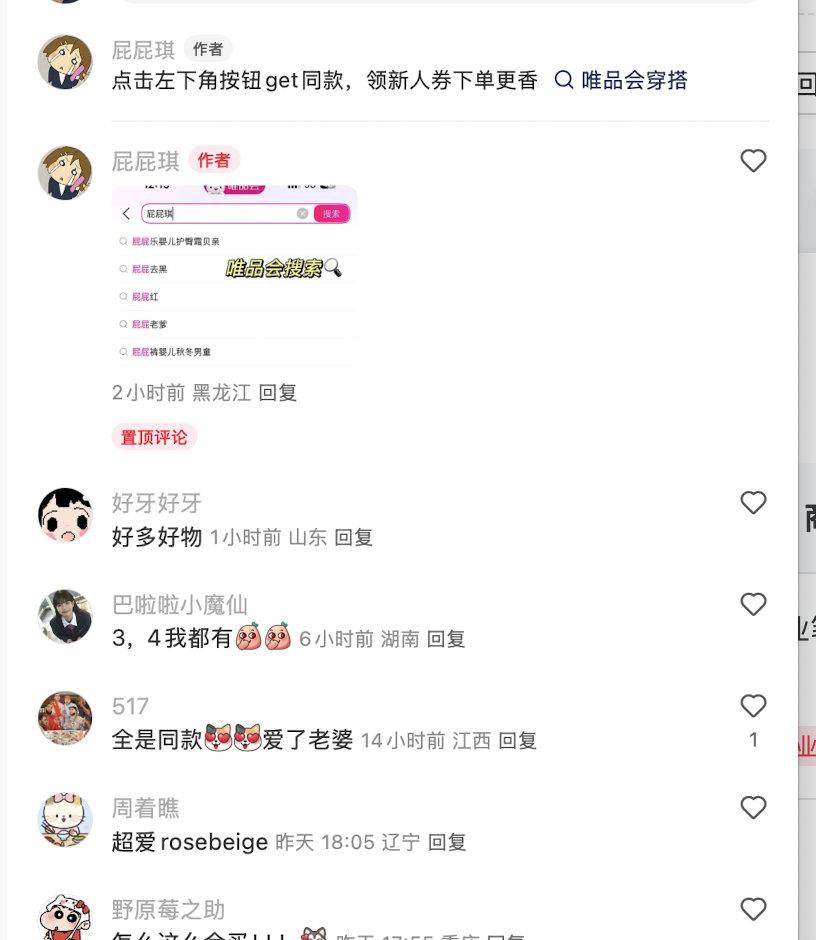 屁屁琪 作者
点击左下角按钮get同款，领新人券下单更香 唯品会穿搭
屁屁琪 作者
屁屁琪 搜索
屁屁乐婴儿护臀霜贝亲
屁屁去黑
唯品会搜索
屁屁红
屁屁老爹
屁屁裤婴儿秋冬男童
2小时前 黑龙江 回复
置顶评论
好牙好牙
好多好物 1小时前 山东 回复
巴啦啦小魔仙
3，4我都有 6小时前 湖南 回复
517
全是同款 爱了老婆 14小时前 江西 回复
1
周着瞧
超爱rosebeige 昨天 18:05 辽宁 回复
野原莓之助